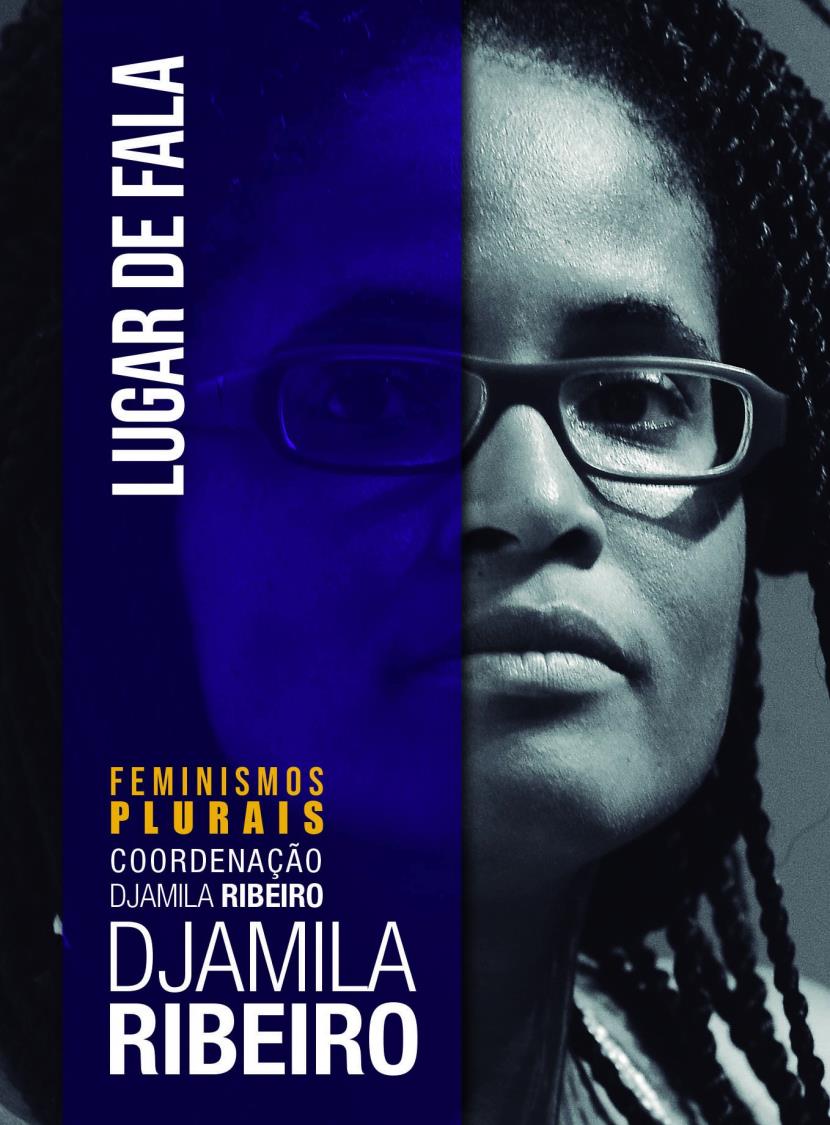 LUGAR DE FALA
FEMINISMOS
PLURAIS
COORDENAÇÃO
DJAMILA RIBEIRO
DJAMILA
RIBEIRO